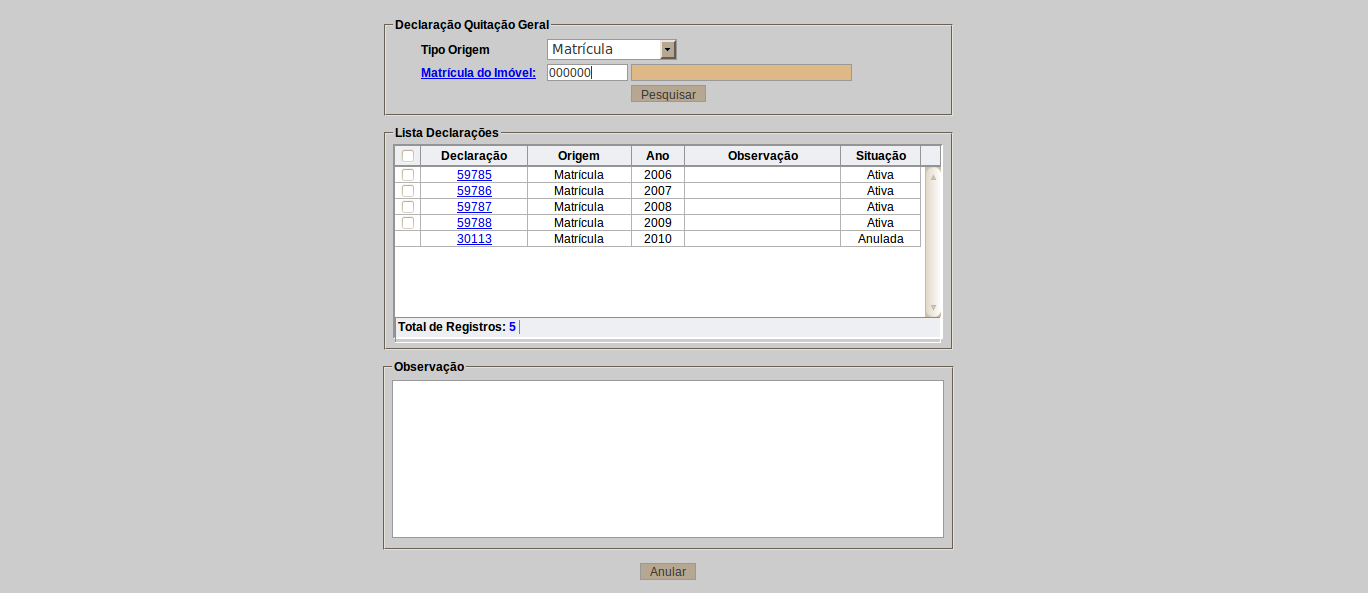 Declaração Quitação Geral
Tipo Origem Matrícula
Matrícula do Imóvel: 000000
Pesquisar
Lista Declarações
Declaração Origem Ano Observação Situação
59785 Matrícula 2006 Ativa
59786 Matrícula 2007 Ativa
59787 Matrícula 2008 Ativa
59788 Matrícula 2009 Ativa
30113 Matrícula 2010 Anulada
Total de Registros: 5
Observação
Anular